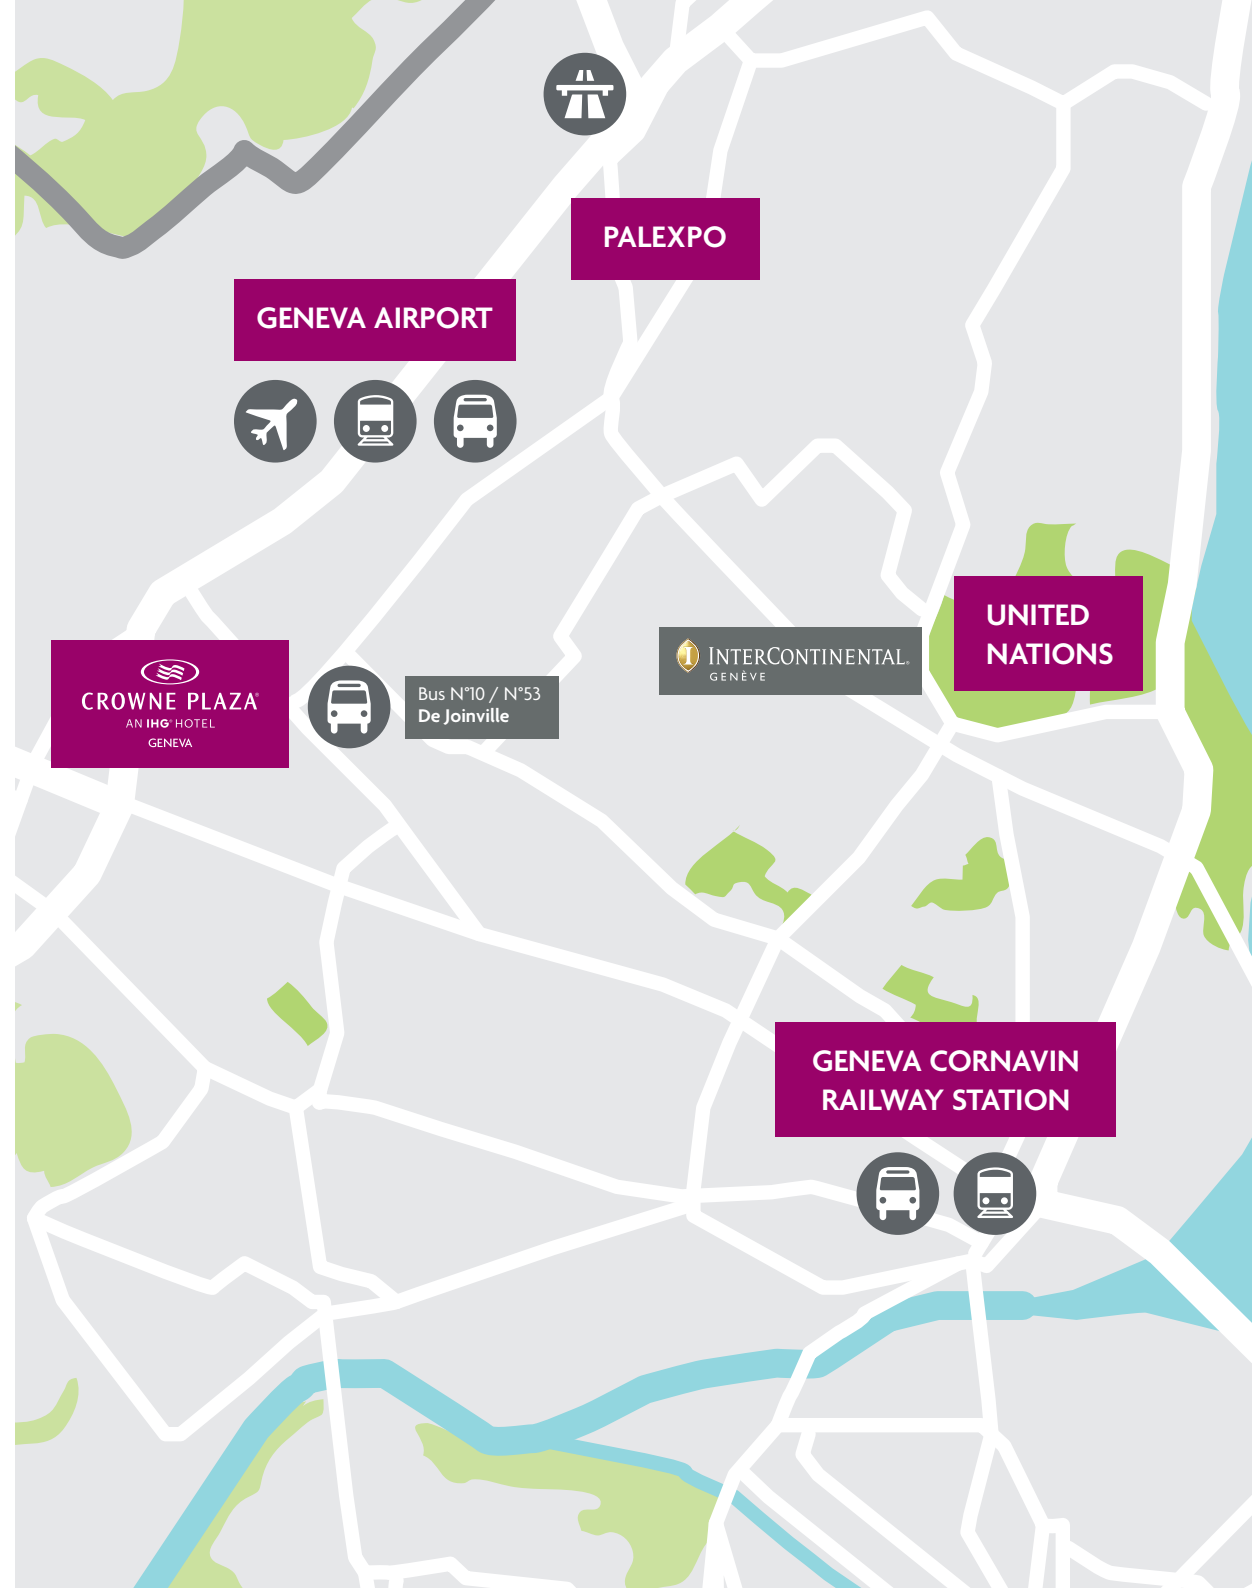 PALEXPO
GENEVA AIRPORT
UNITED
NATIONS
INTERCONTINENTAL®
GENÈVE
CROWNE PLAZA®
AN IHG® HOTEL
GENEVA
Bus N°10 / N°53
De Joinville
GENEVA CORNAVIN
RAILWAY STATION